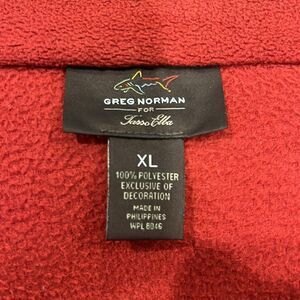 GREG NORMAN
FOR
Tasso Elba
XL
100% POLYESTER
EXCLUSIVE OF
DECORATION
MADE IN
PHILIPPINES
WPL 8046